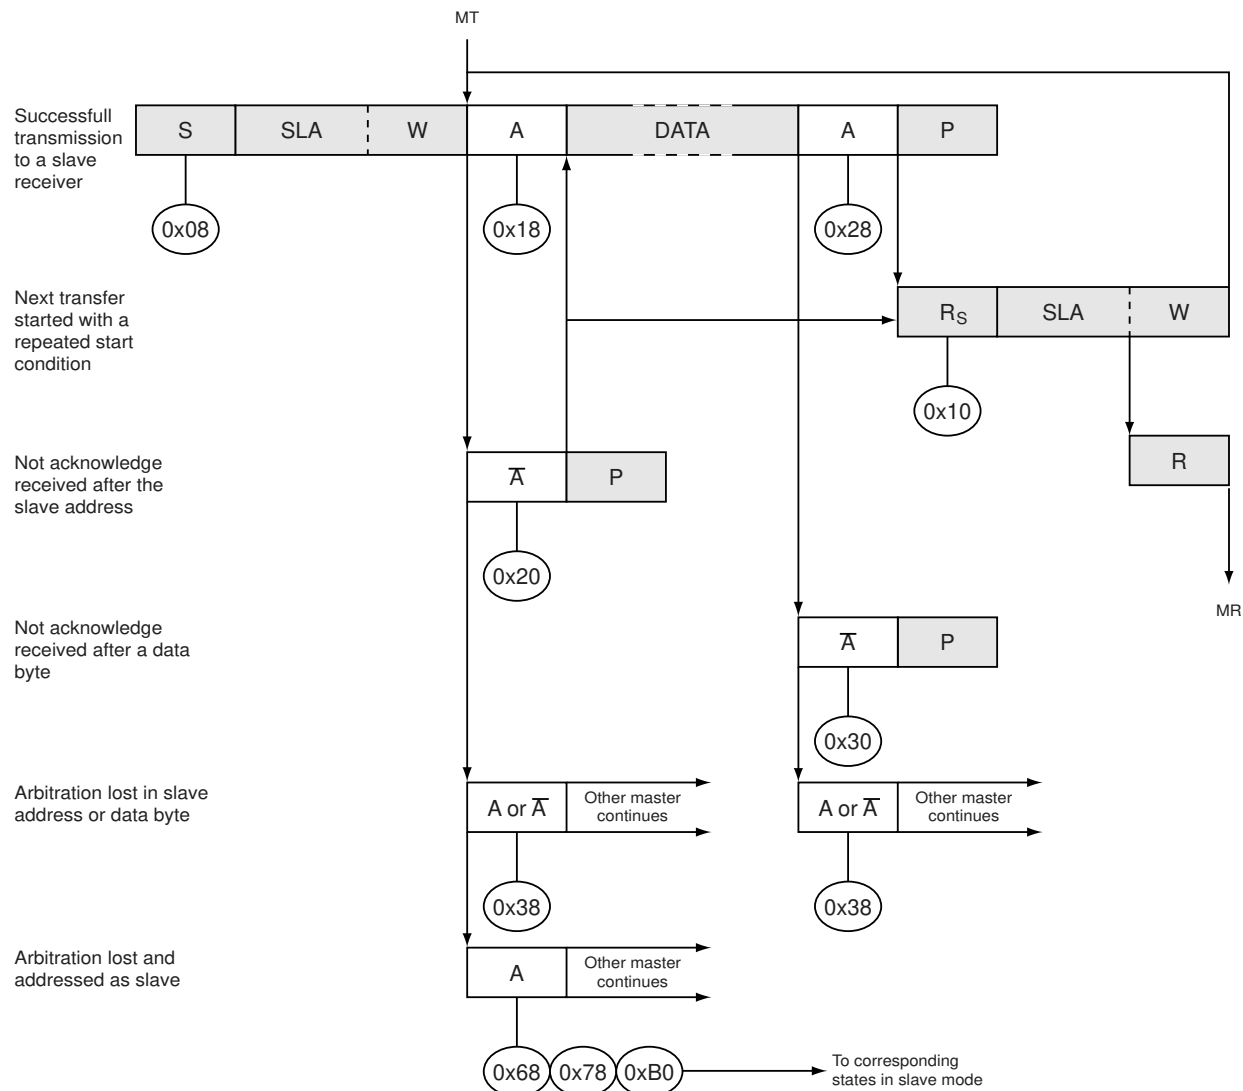 MT
Successfull
transmission
to a slave
receiver
S SLA W A DATA A P
0x08 0x18 0x28
Next transfer
started with a
repeated start
condition
RS SLA W
0x10
Not acknowledge
received after the
slave address
A̅ P
R
0x20
MR
Not acknowledge
received after a data
byte
A̅ P
0x30
Arbitration lost in slave
address or data byte
A or A̅ Other master
continues
A or A̅ Other master
continues
0x38 0x38
Arbitration lost and
addressed as slave
A Other master
continues
0x68 0x78 0xB0
To corresponding
states in slave mode